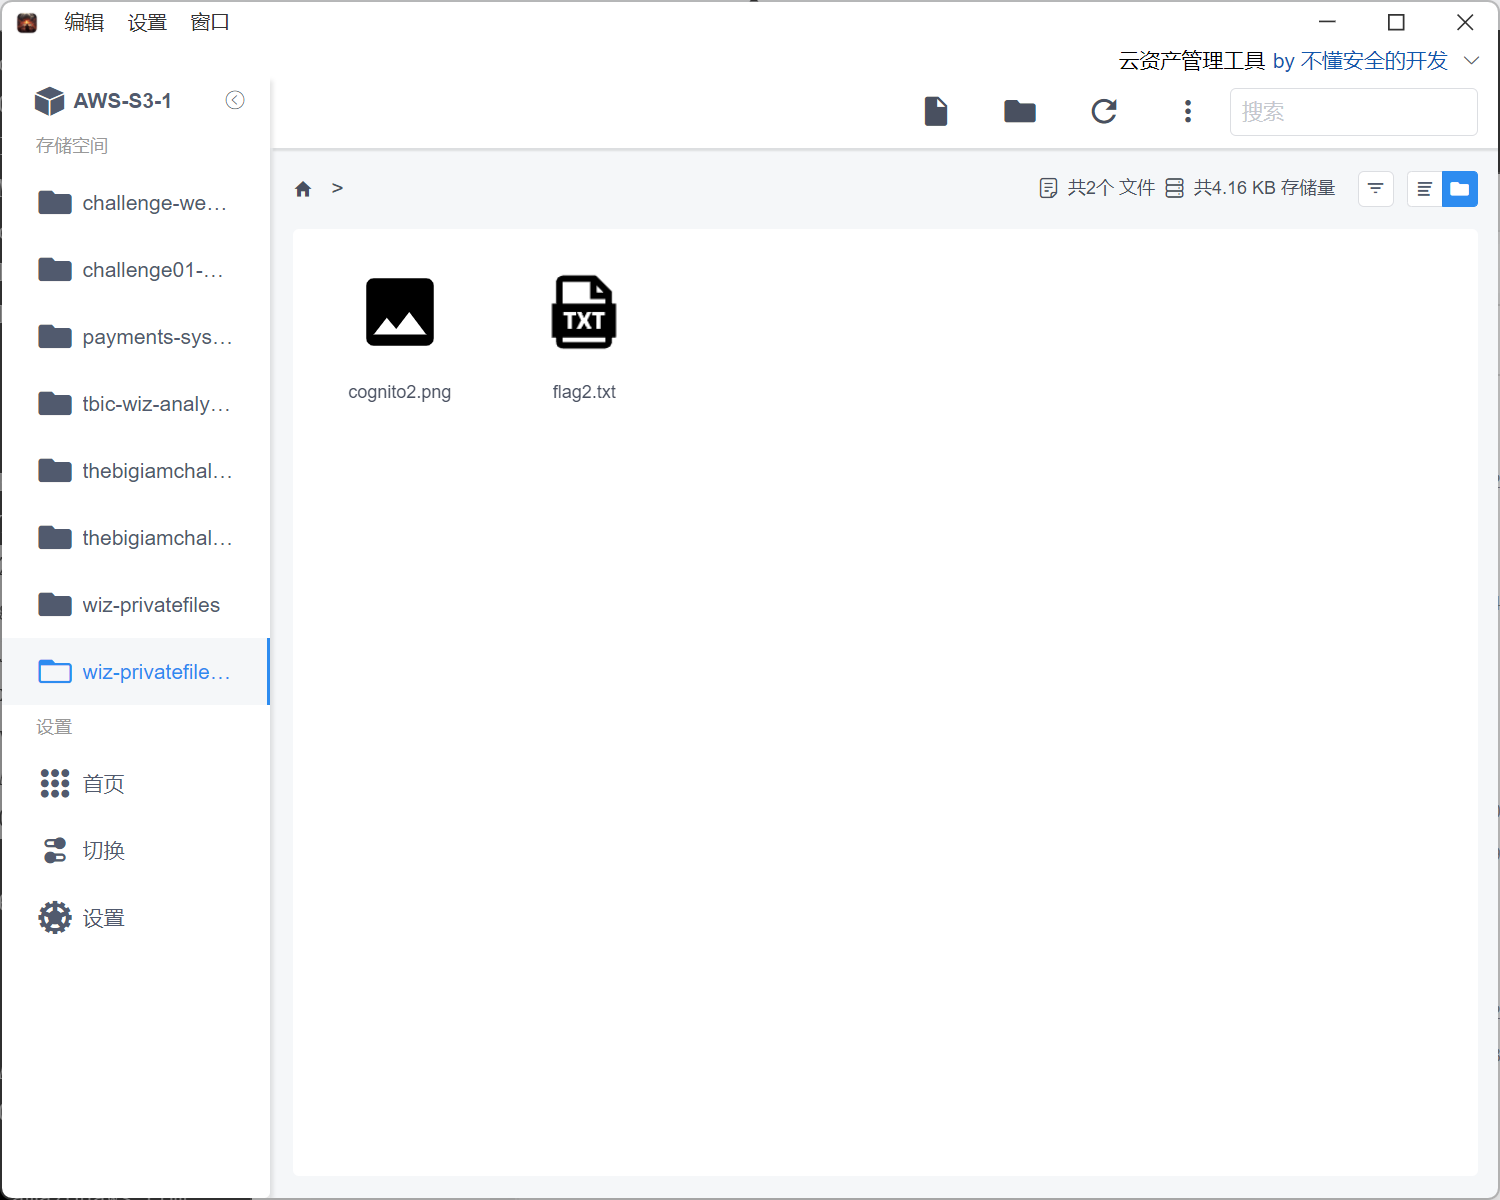 编辑 设置 窗口
云资产管理工具 by 不懂安全的开发
AWS-S3-1
搜索
存储空间
challenge-we...
challenge01-...
payments-sys...
tbic-wiz-analy...
thebigiamchal...
thebigiamchal...
wiz-privatefiles
wiz-privatefile...
设置
首页
切换
设置
>
共2个 文件 共4.16 KB 存储量
TXT
cognito2.png
flag2.txt